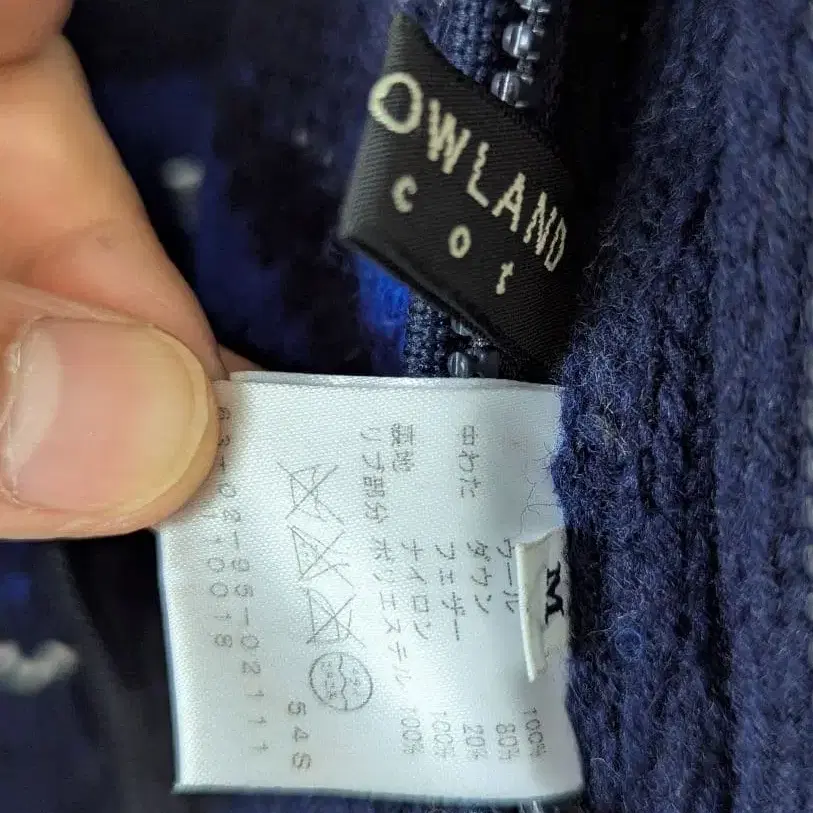 OWLAND
cot
M
ウール 100%
中わた ダウン 80%
フェザー 20%
裏地 ナイロン 100%
リブ部分 ポリエステル 100%
54S
63-02-95-02111
10018